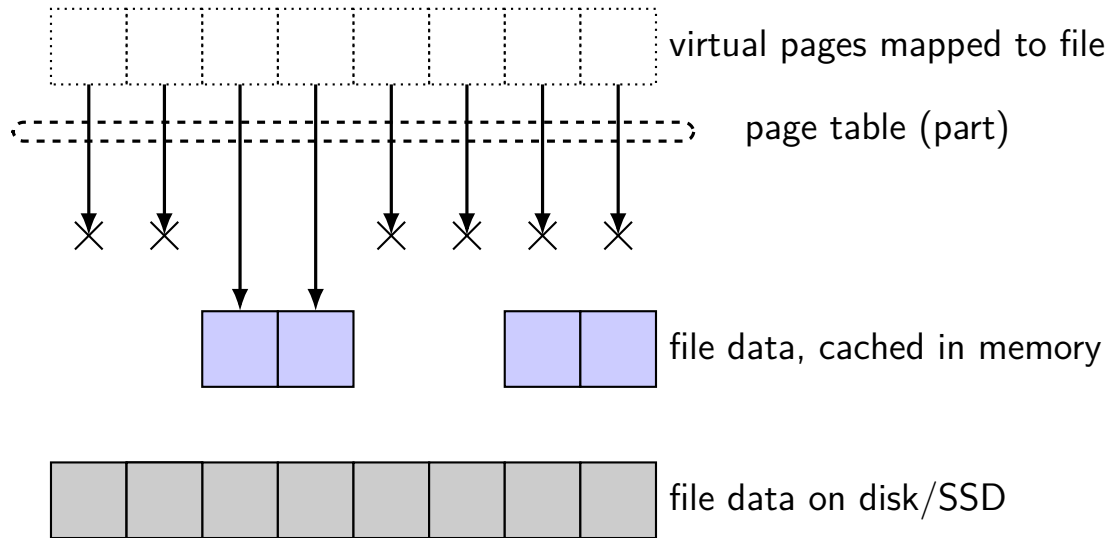 virtual pages mapped to file
page table (part)
file data, cached in memory
file data on disk/SSD